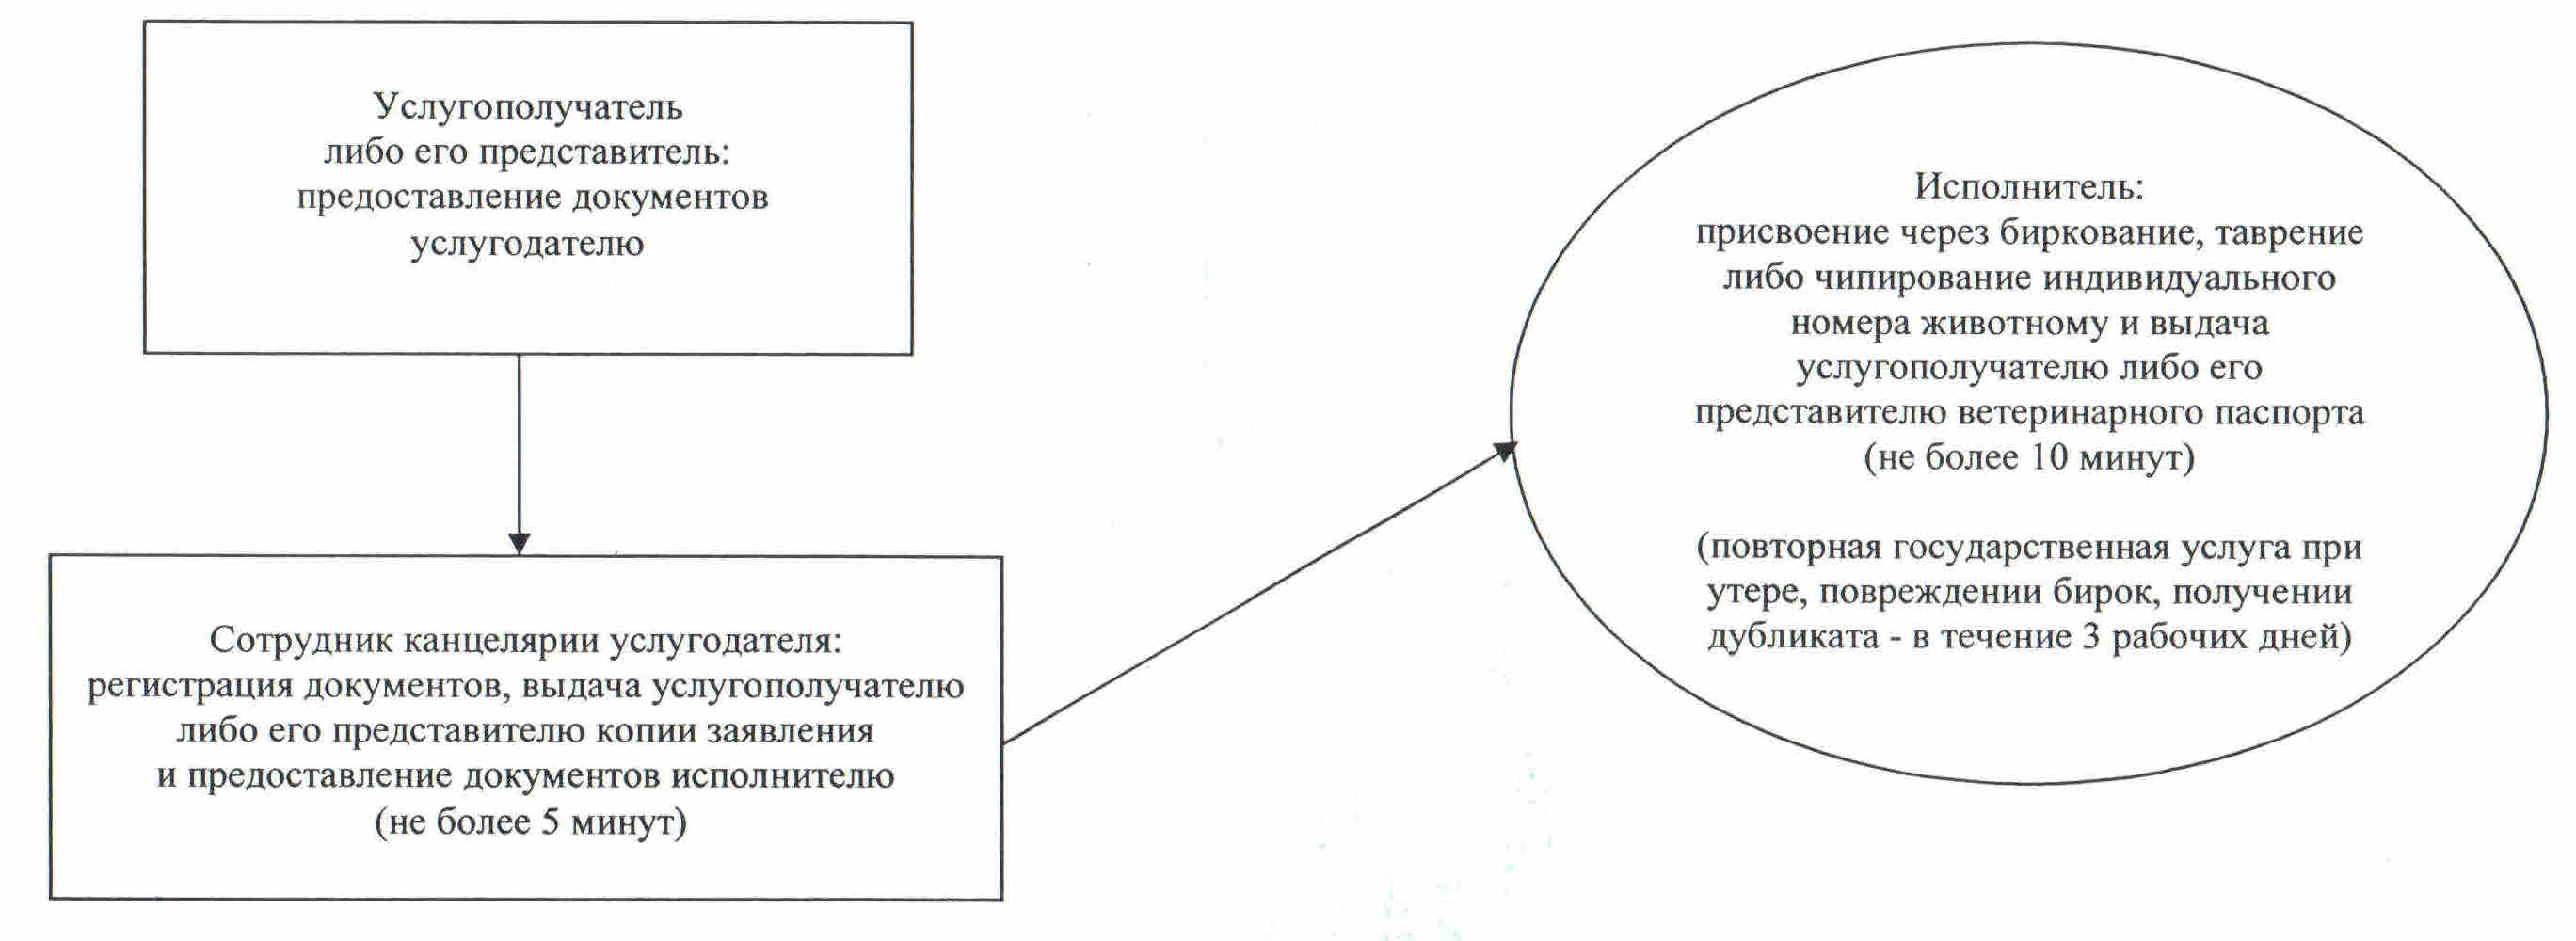 Услугополучатель
либо его представитель:
предоставление документов
услугодателю
Сотрудник канцелярии услугодателя:
регистрация документов, выдача услугополучателю
либо его представителю копии заявления
и предоставление документов исполнителю
(не более 5 минут)
Исполнитель:
присвоение через биркование, таврение
либо чипирование индивидуального
номера животному и выдача
услугополучателю либо его
представителю ветеринарного паспорта
(не более 10 минут)
(повторная государственная услуга при
утере, повреждении бирок, получении
дубликата - в течение 3 рабочих дней)